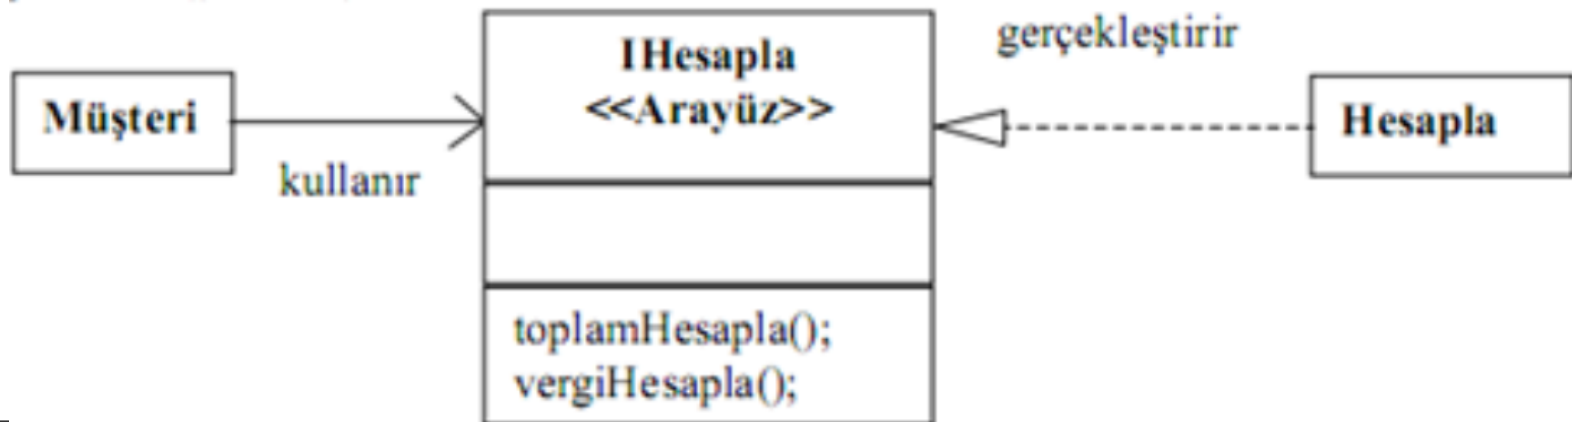 Müşteri
kullanır
IHesapla
<<Arayüz>>
toplamHesapla();
vergiHesapla();
gerçekleştirir
Hesapla